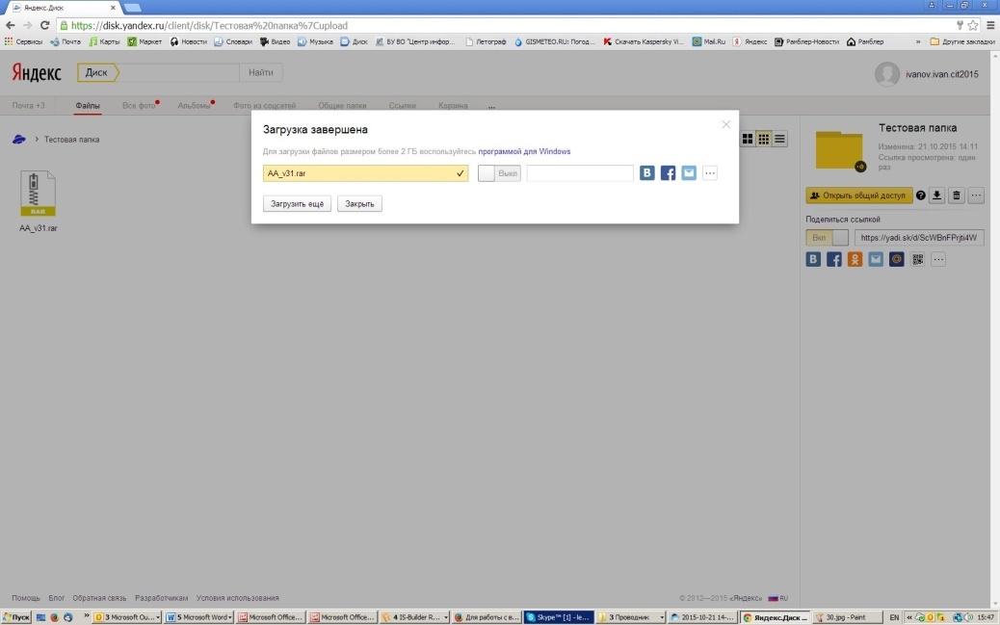 Яндекс.Диск
https://disk.yandex.ru/client/disk/Тестовая%20папка%7Cupload
Сервисы Почта Карты Маркет Новости Словари Видео Музыка Диск БУ ВО "Центр инфор... Летограф GISMETEO.RU: Погод... Скачать Kaspersky Vi... Mail.Ru Яндекс Рамблер-Новости Рамблер » Другие закладки
Яндекс Диск Найти ivanov.ivan.cit2015
Почта +3 Файлы Все фото Альбомы Фото из соцсетей Общие папки Ссылки Корзина ...
Тестовая папка
RAR
AA_v31.rar
Загрузка завершена
Для загрузки файлов размером более 2 ГБ воспользуйтесь программой для Windows
AA_v31.rar Выкл
Загрузить ещё Закрыть
Тестовая папка
Изменена: 21.10.2015 14:11
Ссылка просмотрена: один
раз
Открыть общий доступ
Поделиться ссылкой
Вкл https://yadi.sk/d/ScWBnFPrjti4W
Помощь Блог Обратная связь Разработчикам Условия использования © 2012—2015 «Яндекс» RU
Пуск » 3 Microsoft Ou... 5 Microsoft Word Microsoft Office... Microsoft Office... 4 IS-Builder R... Для работы с в... Skype™ [1] - le... 3 Проводник 2015-10-21 14-... Яндекс.Диск ... 30.jpg - Paint EN « 15:47